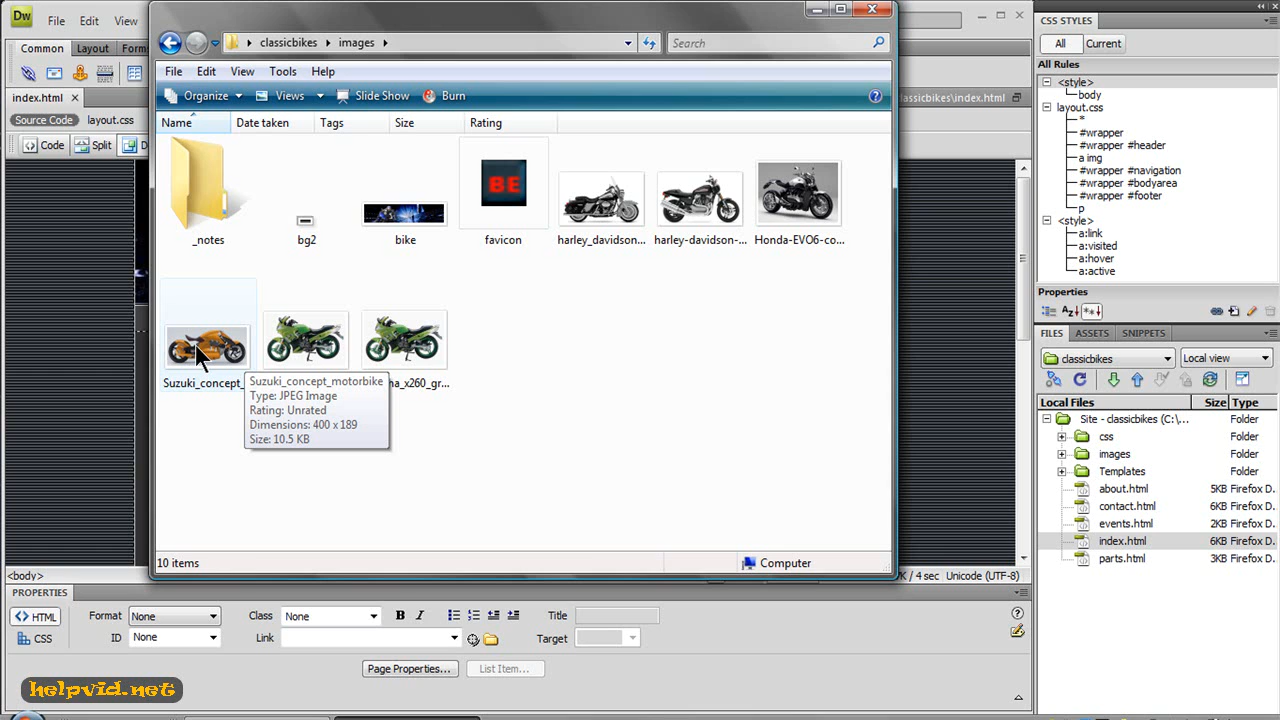 Dw File Edit View
classicbikes images Search
File Edit View Tools Help
Common Layout
Organize Views Slide Show Burn
index.html
lassicbikes\index.html
Source Code layout.css
Name Date taken Tags Size Rating
Code Split
BE
_notes bg2 bike favicon harley_davidson... harley-davidson-... Honda-EVO6-co...
Suzuki_concept_
Suzuki_concept_motorbike
Type: JPEG Image
Rating: Unrated
Dimensions: 400 x
Size: 10.5 KB
10 items Computer
<body> K / 4 sec Unicode (UTF-8)
PROPERTIES
HTML Format None Class None B I Title
CSS ID None Link Target
Page Properties... List Item...
helpvid.net
CSS STYLES
All Current
All Rules
<style>
body
layout.css
*
#wrapper
#wrapper #header
a img
#wrapper #navigation
#wrapper #bodyarea
#wrapper #footer
p
<style>
a:link
a:visited
a:hover
a:active
Properties
FILES ASSETS SNIPPETS
classicbikes Local view
Local Files Size Type
Site - classicbikes (C:\... Folder
css Folder
images Folder
Templates Folder
about.html 5KB Firefox D.
contact.html 6KB Firefox D.
events.html 2KB Firefox D.
index.html 6KB Firefox D.
parts.html 3KB Firefox D.